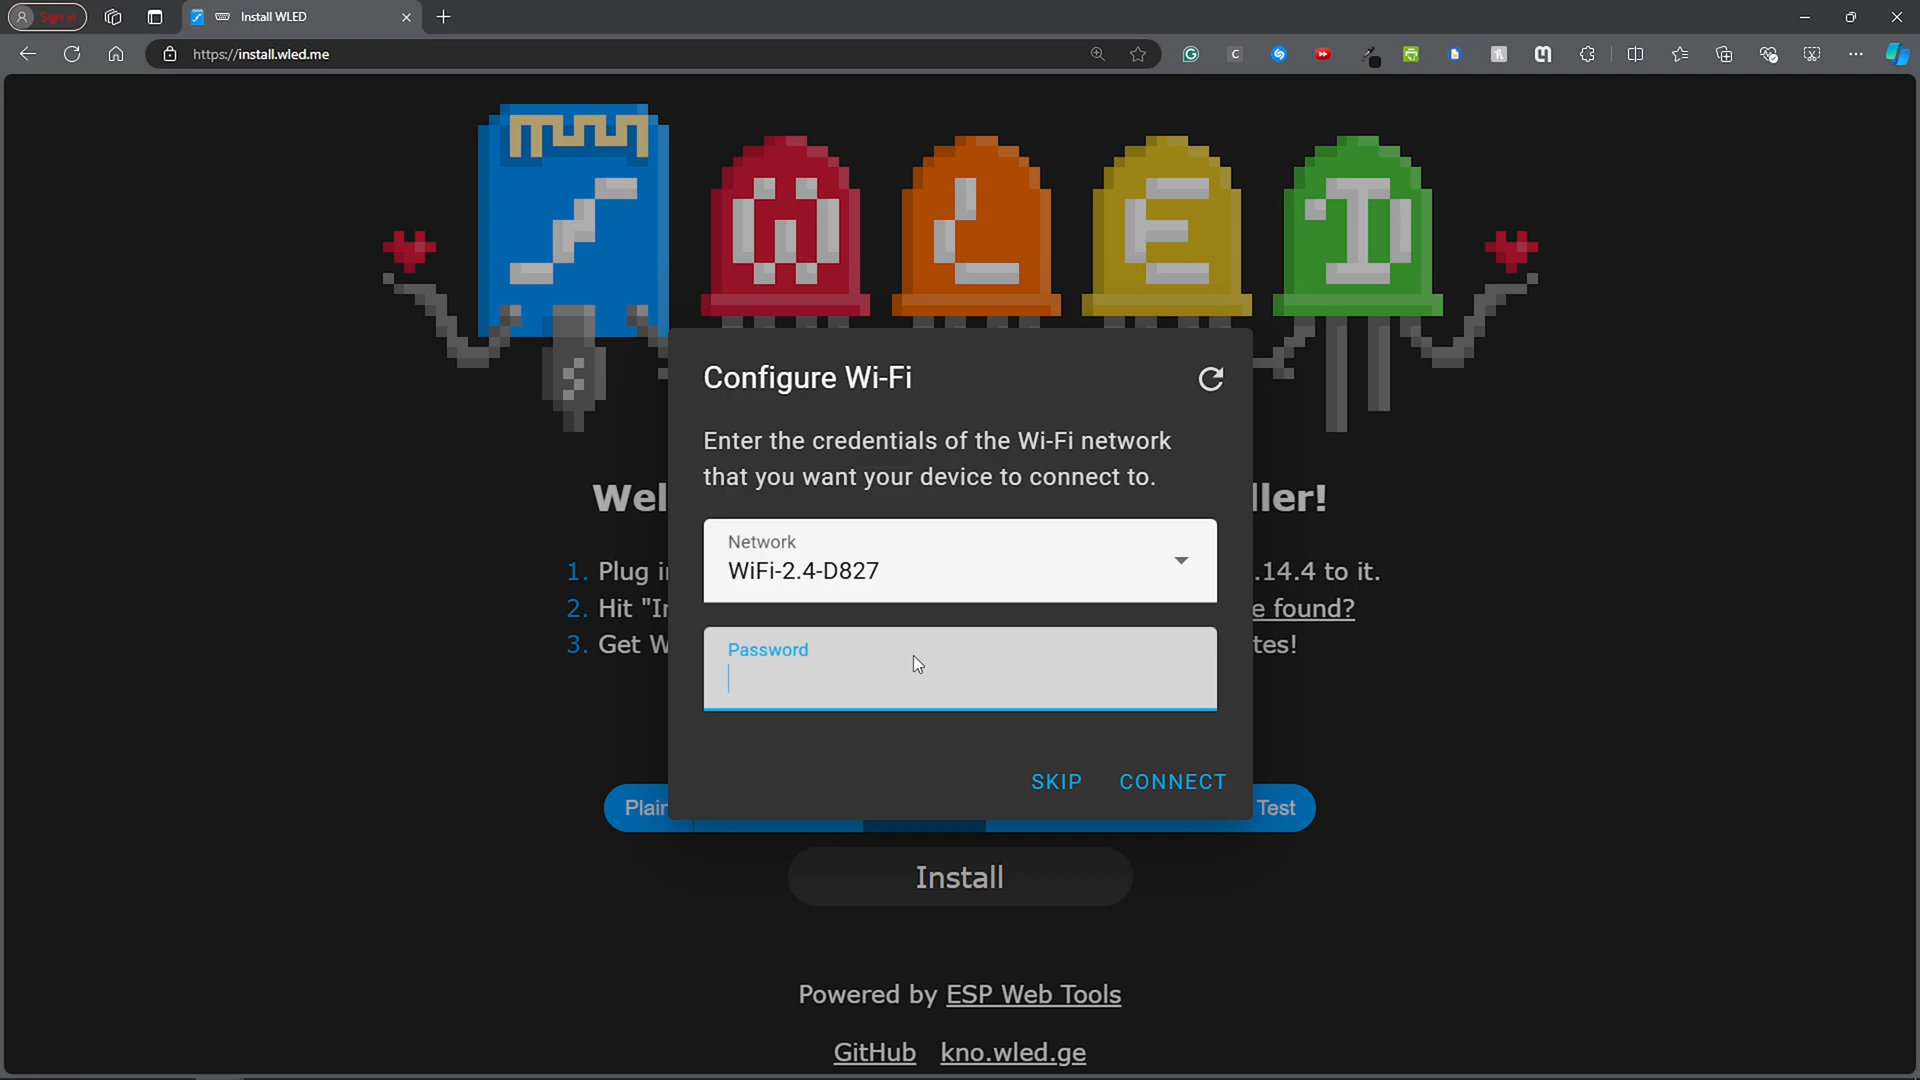 Sign in
Install WLED
https://install.wled.me
W L E D
Configure Wi-Fi
Enter the credentials of the Wi-Fi network
that you want your device to connect to.
Wel
ller!
Network
WiFi-2.4-D827
1. Plug i
.14.4 to it.
2. Hit "I
e found?
3. Get W
tes!
Password
SKIP CONNECT
Plain
Test
Install
Powered by ESP Web Tools
GitHub kno.wled.ge